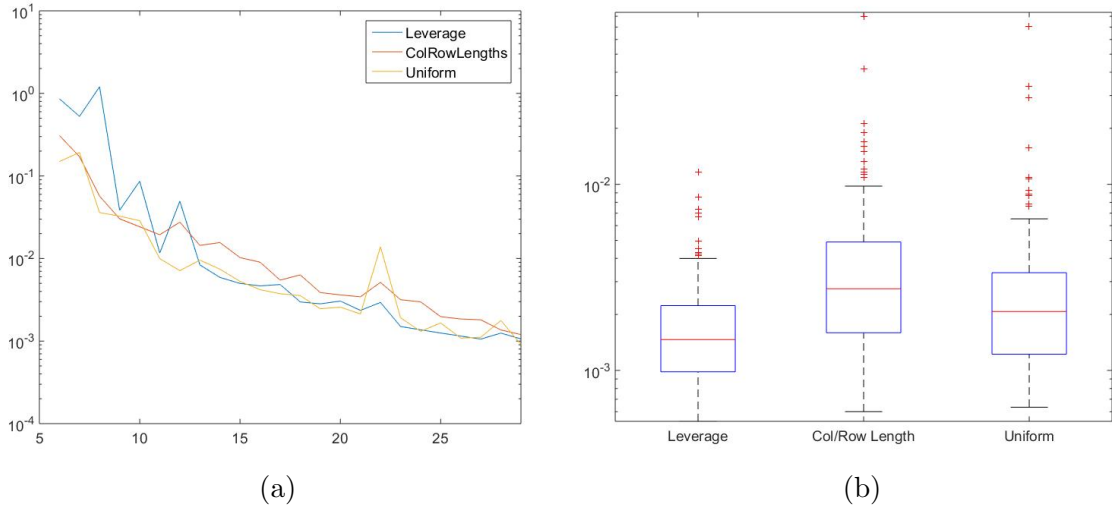 10^1
10^0
10^-1
10^-2
10^-3
10^-4
5
10
15
20
25
Leverage
ColRowLengths
Uniform
(a)
10^-2
10^-3
Leverage
Col/Row Length
Uniform
(b)